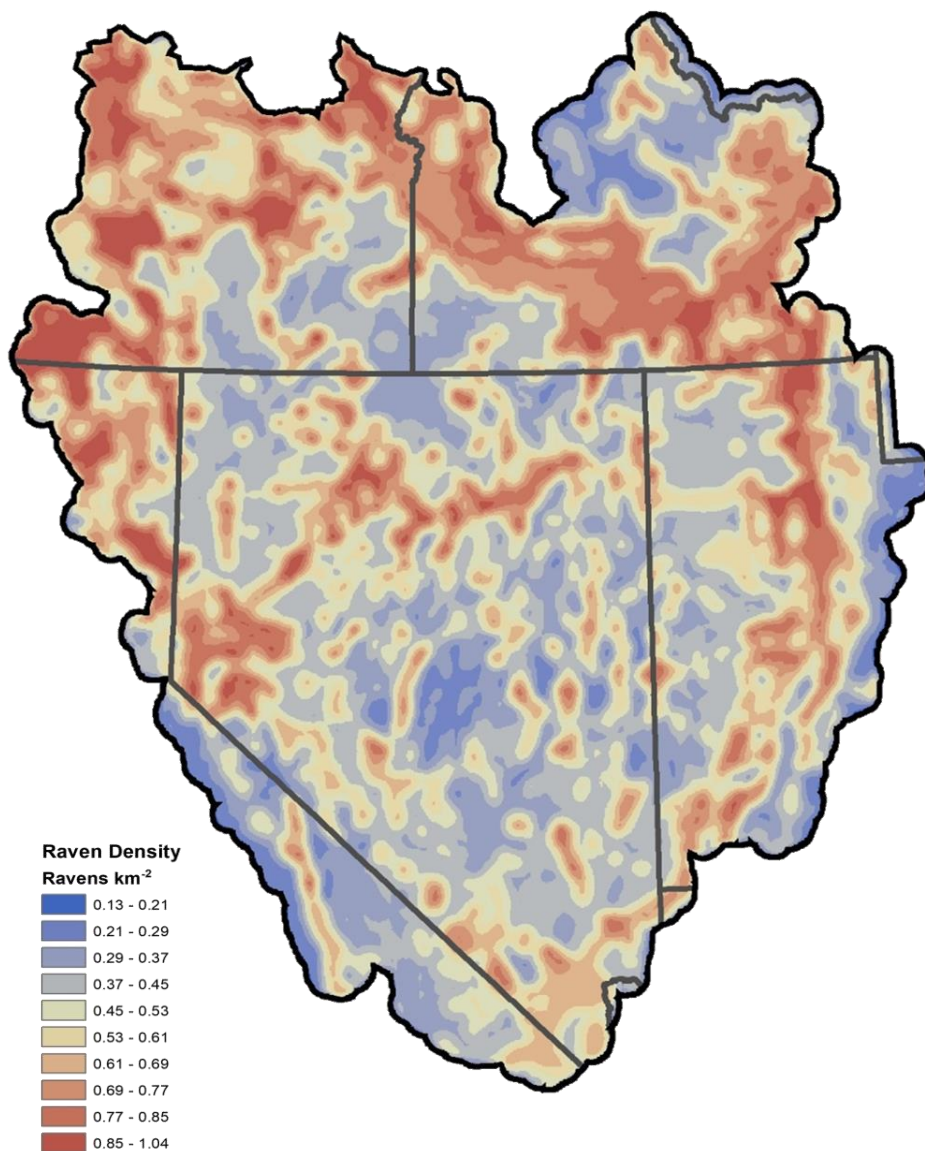 Raven Density
Ravens km⁻²
0.13 - 0.21
0.21 - 0.29
0.29 - 0.37
0.37 - 0.45
0.45 - 0.53
0.53 - 0.61
0.61 - 0.69
0.69 - 0.77
0.77 - 0.85
0.85 - 1.04